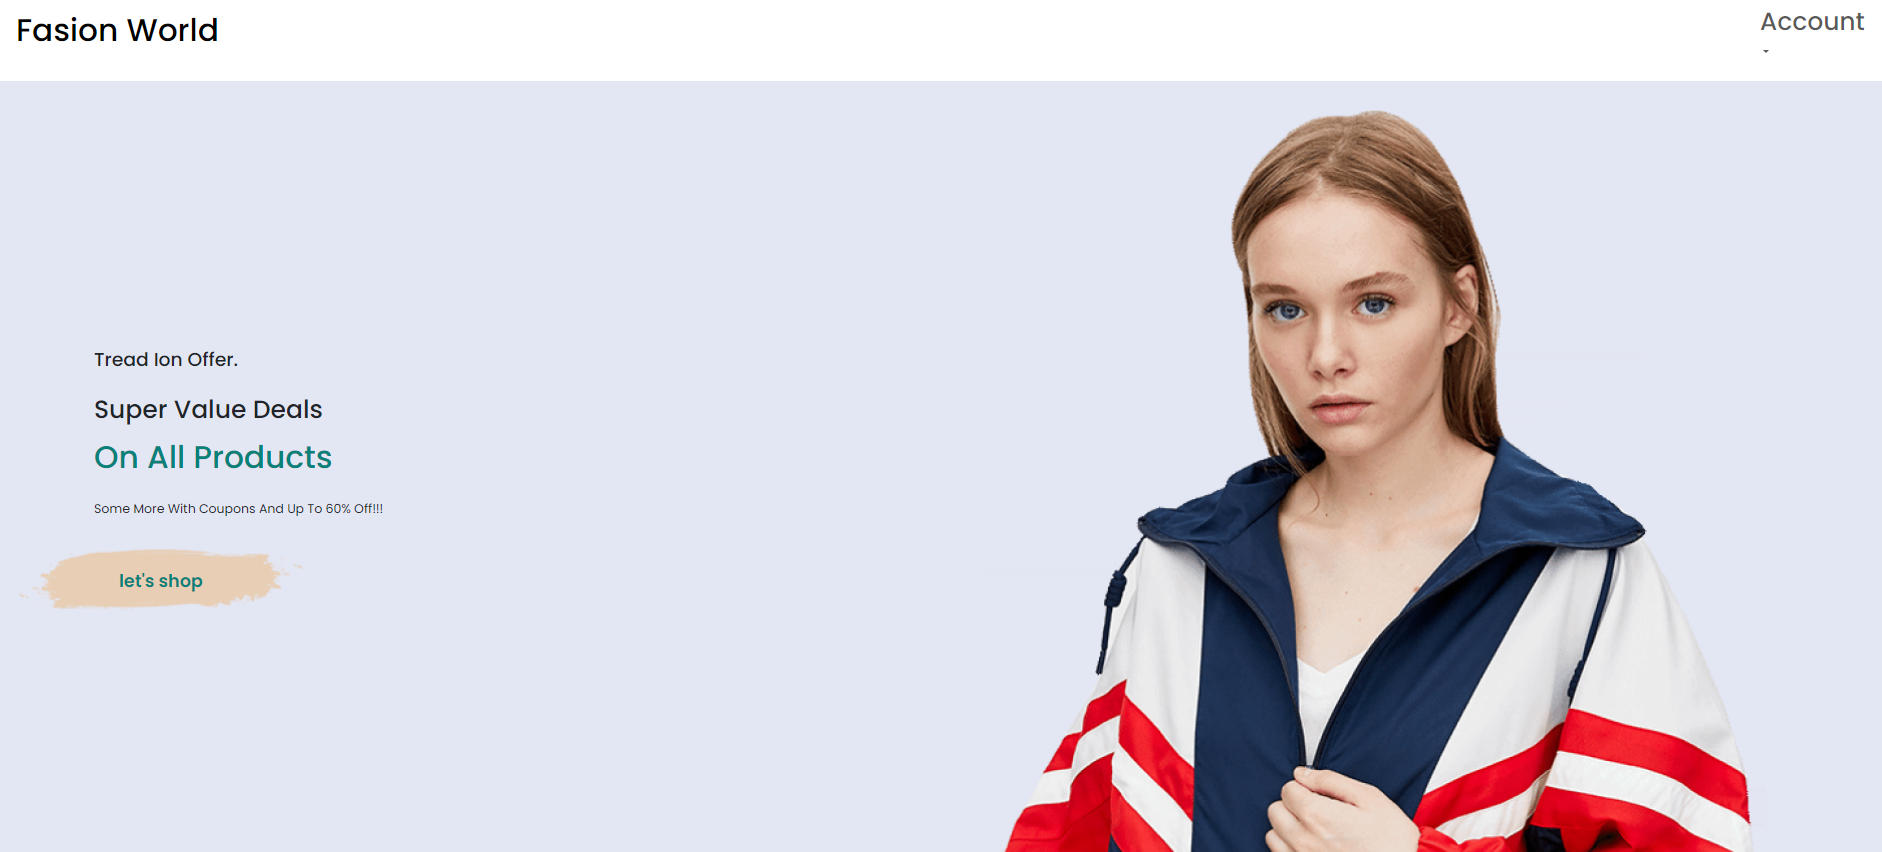 Fasion World
Account
Tread Ion Offer.
Super Value Deals
On All Products
Some More With Coupons And Up To 60% Off!!!
let's shop